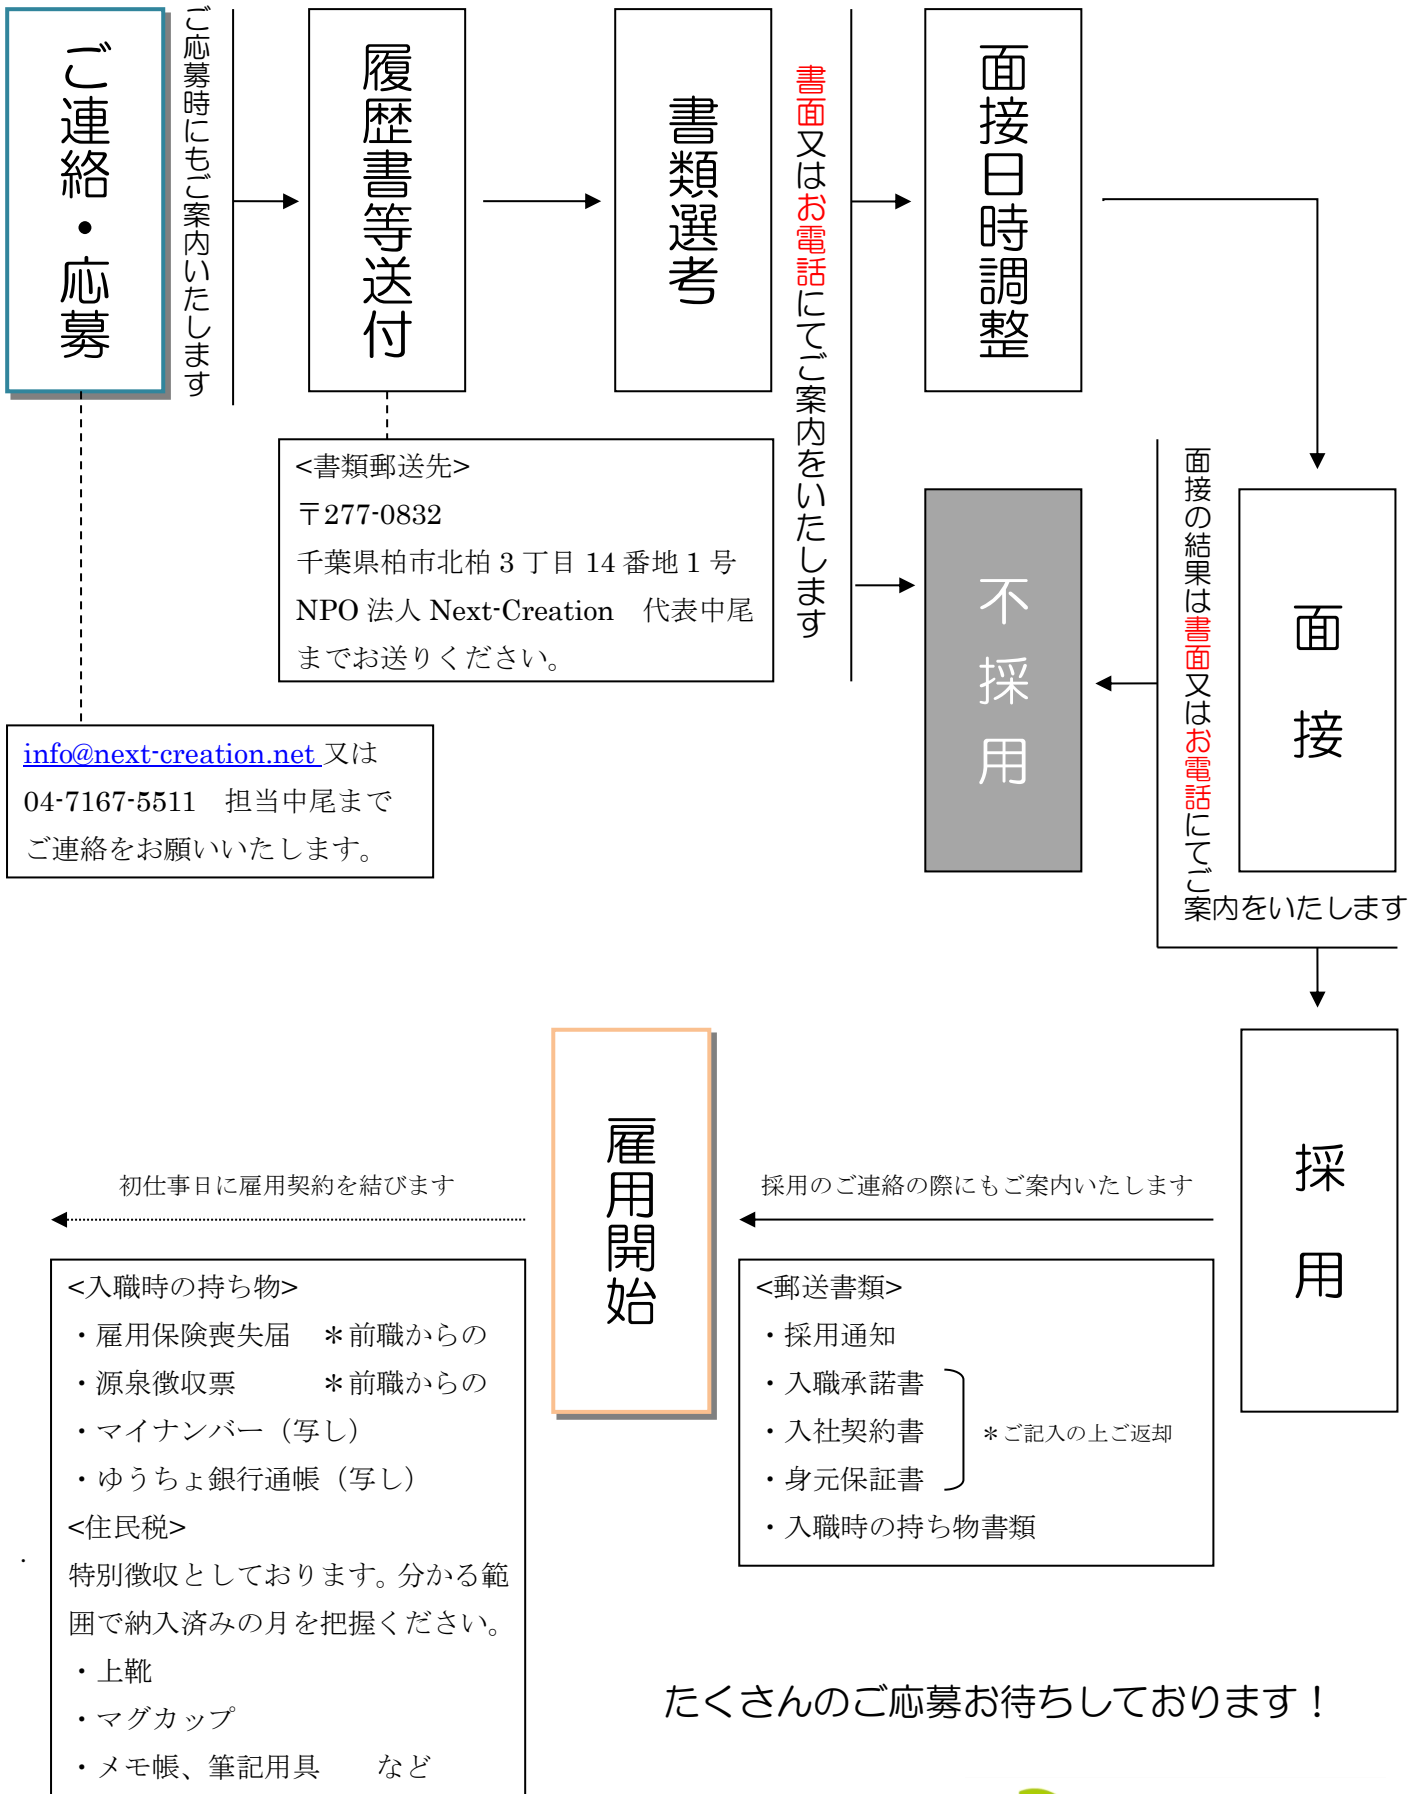 ご連絡・応募
ご応募時にもご案内いたします
履歴書等送付
書類選考
書面又はお電話にてご案内をいたします
面接日時調整
<書類郵送先>
〒277-0832
千葉県柏市北柏 3 丁目 14 番地 1 号
NPO 法人 Next-Creation　代表中尾
までお送りください。
info@next-creation.net 又は
04-7167-5511　担当中尾まで
ご連絡をお願いいたします。
不採用
面接の結果は書面又はお電話にてご
案内をいたします
面接
採用
採用のご連絡の際にもご案内いたします
<郵送書類>
・採用通知
・入職承諾書
・入社契約書　＊ご記入の上ご返却
・身元保証書
・入職時の持ち物書類
雇用開始
初仕事日に雇用契約を結びます
<入職時の持ち物>
・雇用保険喪失届　＊前職からの
・源泉徴収票　　　＊前職からの
・マイナンバー（写し）
・ゆうちょ銀行通帳（写し）
<住民税>
特別徴収としております。分かる範
囲で納入済みの月を把握ください。
・上靴
・マグカップ
・メモ帳、筆記用具　　など
たくさんのご応募お待ちしております！